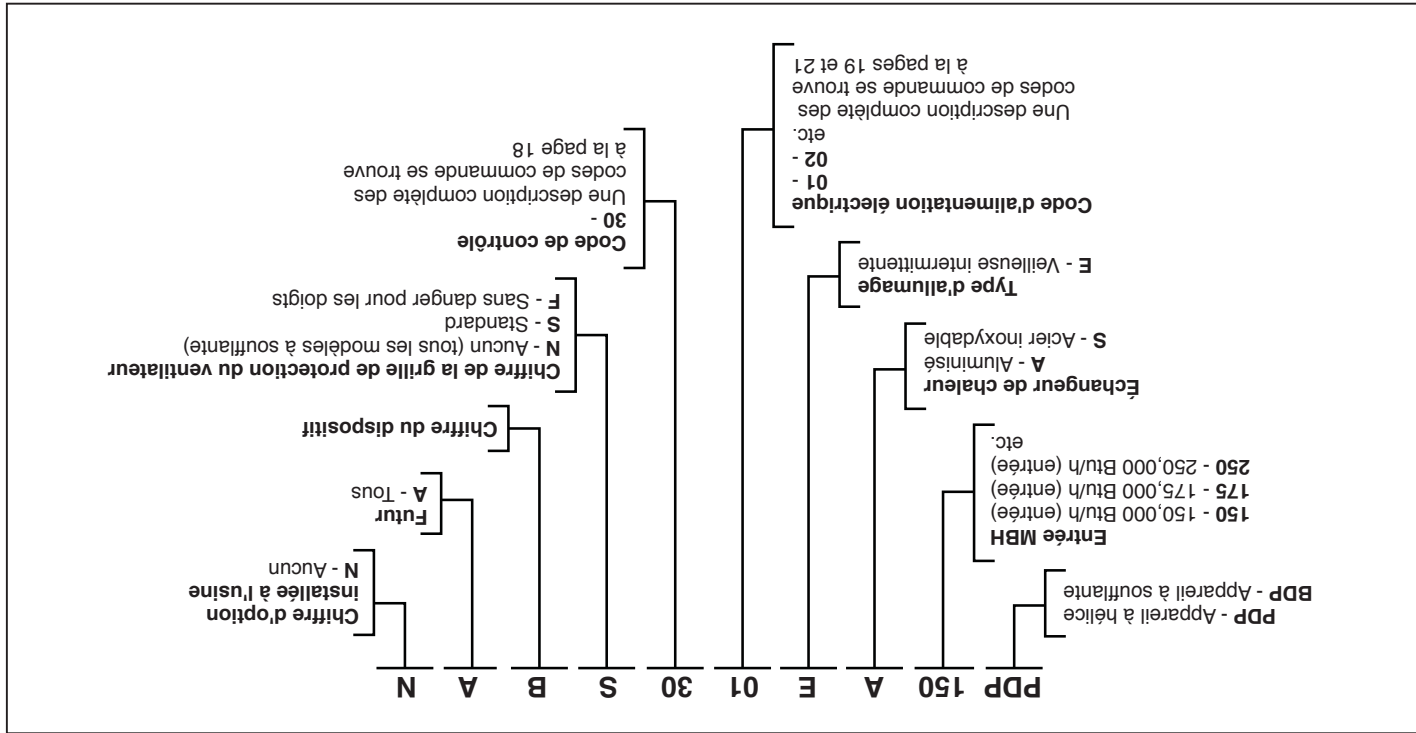 PDP 150 A E 01 30 S B A N
PDP - Appareil à hélice
BDP - Appareil à soufflante
Entrée MBH
150 - 150,000 Btu/h (entrée)
175 - 175,000 Btu/h (entrée)
250 - 250,000 Btu/h (entrée)
etc.
Échangeur de chaleur
A - Aluminisé
S - Acier inoxydable
Type d'allumage
E - Veilleuse intermittente
Code d'alimentation électrique
01 -
02 -
etc.
Une description complète des
codes de commande se trouve
à la pages 19 et 21
Chiffre d'option
installée à l'usine
N - Aucun
Futur
A - Tous
Chiffre du dispositif
Chiffre de la grille de protection du ventilateur
N - Aucun (tous les modèles à soufflante)
S - Standard
F - Sans danger pour les doigts
Code de contrôle
30 -
Une description complète des
codes de commande se trouve
à la page 18